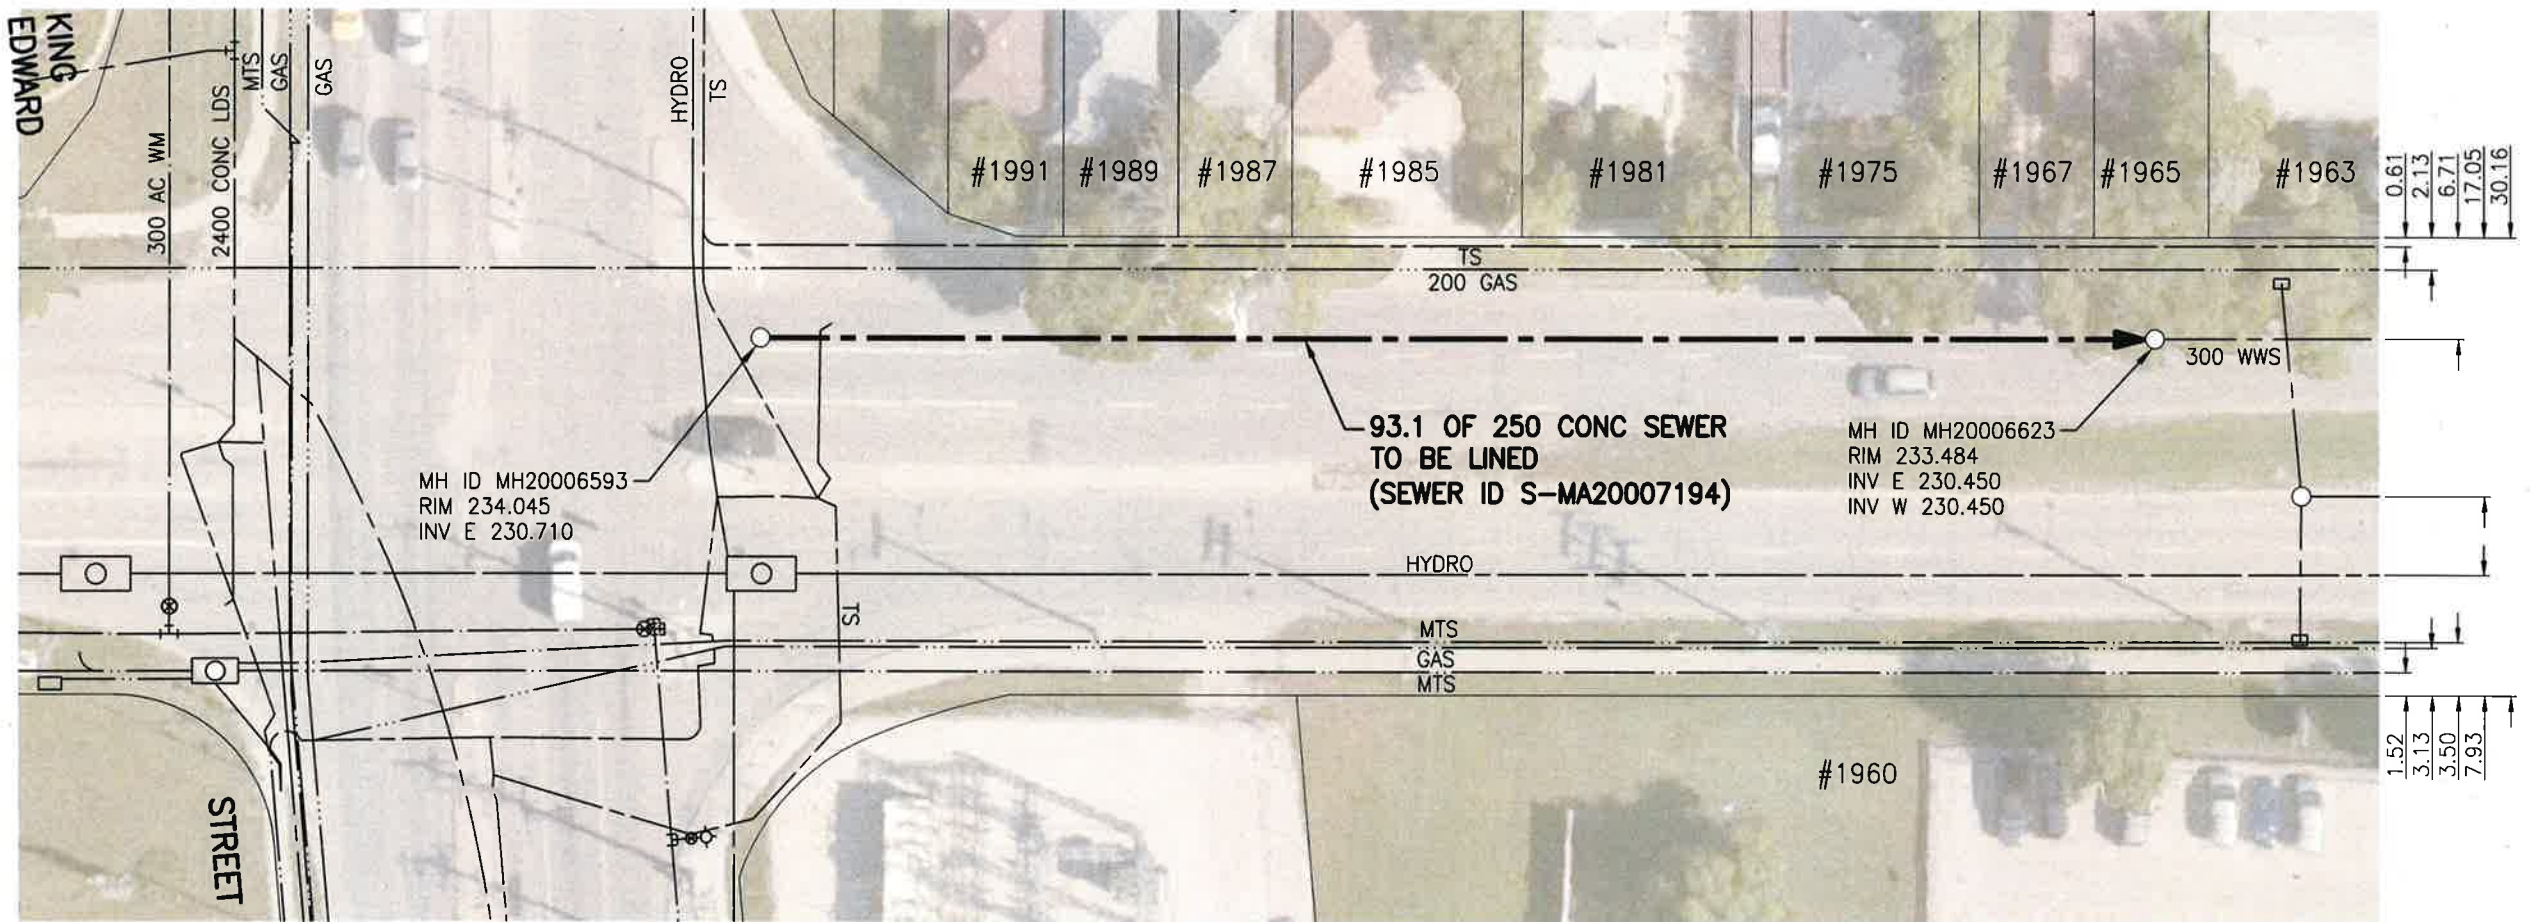 KING
EDWARD
300 AC WM
2400 CONC LDS
MTS
GAS
GAS
HYDRO
TS
#1991
#1989
#1987
#1985
#1981
#1975
#1967
#1965
#1963
0.61
2.13
6.71
17.05
30.16
TS
200 GAS
300 WWS
93.1 OF 250 CONC SEWER
TO BE LINED
(SEWER ID S-MA20007194)
MH ID MH20006623
RIM 233.484
INV E 230.450
INV W 230.450
MH ID MH20006593
RIM 234.045
INV E 230.710
HYDRO
TS
MTS
GAS
MTS
1.52
3.13
3.50
7.93
#1960
STREET